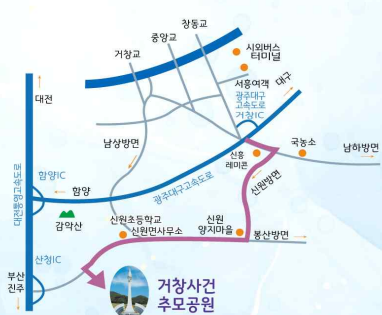 창동교
중앙교
거창교
시외버스
터미널
서흥여객
대구
광주대구
고속도로
거창IC
대전
남상방면
국농소
남하방면
신흥
레미콘
신원방면
함양IC
함양
광주대구고속도로
대전통영고속도로
감악산
신원초등학교
신원면사무소
신원
양지마을
봉산방면
산청IC
부산
진주
거창사건
추모공원